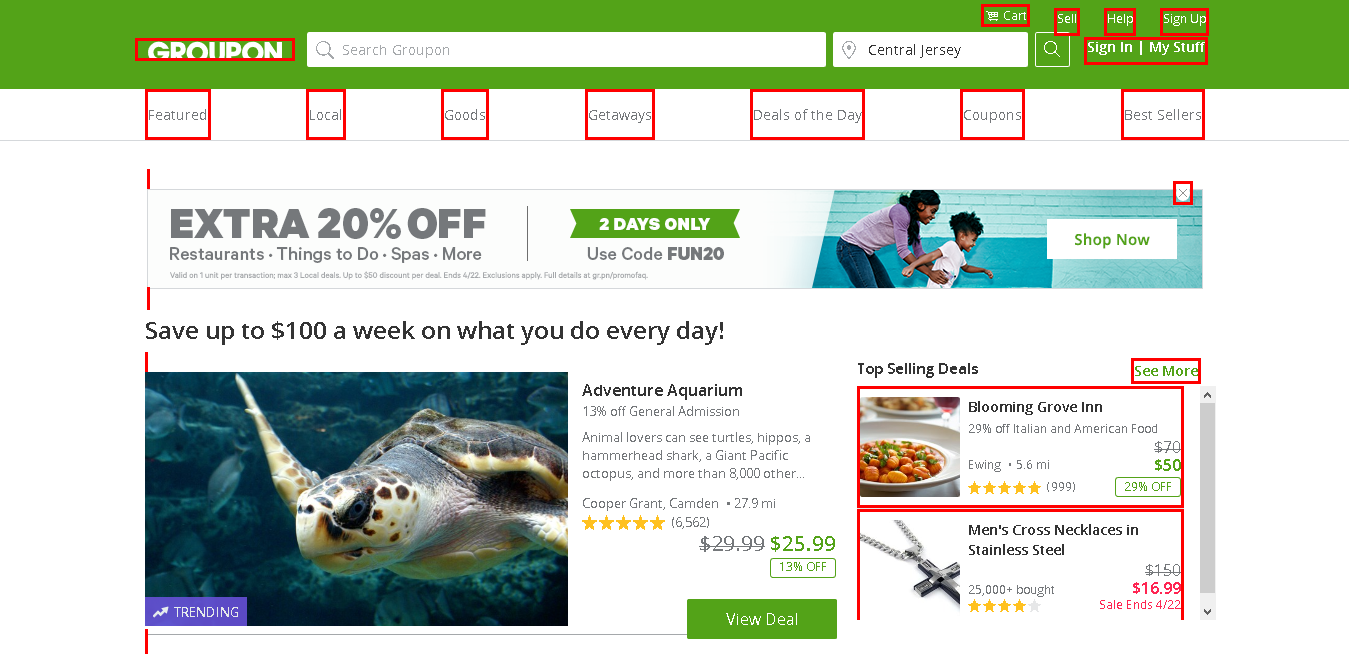 Cart
Sell
Help
Sign Up
GROUPON
Search Groupon
Central Jersey
Sign In | My Stuff
Featured
Local
Goods
Getaways
Deals of the Day
Coupons
Best Sellers
EXTRA 20% OFF
Restaurants · Things to Do · Spas · More
Valid on 1 unit per transaction; max 3 Local deals. Up to $50 discount per deal. Ends 4/22. Exclusions apply. Full details at gr.pn/promofaq.
2 DAYS ONLY
Use Code FUN20
Shop Now
Save up to $100 a week on what you do every day!
TRENDING
Adventure Aquarium
13% off General Admission
Animal lovers can see turtles, hippos, a
hammerhead shark, a Giant Pacific
octopus, and more than 8,000 other...
Cooper Grant, Camden • 27.9 mi
(6,562)
$29.99 $25.99
13% OFF
View Deal
Top Selling Deals
See More
Blooming Grove Inn
29% off Italian and American Food
$70
Ewing • 5.6 mi
$50
(999)
29% OFF
Men's Cross Necklaces in
Stainless Steel
$150
25,000+ bought
$16.99
Sale Ends 4/22